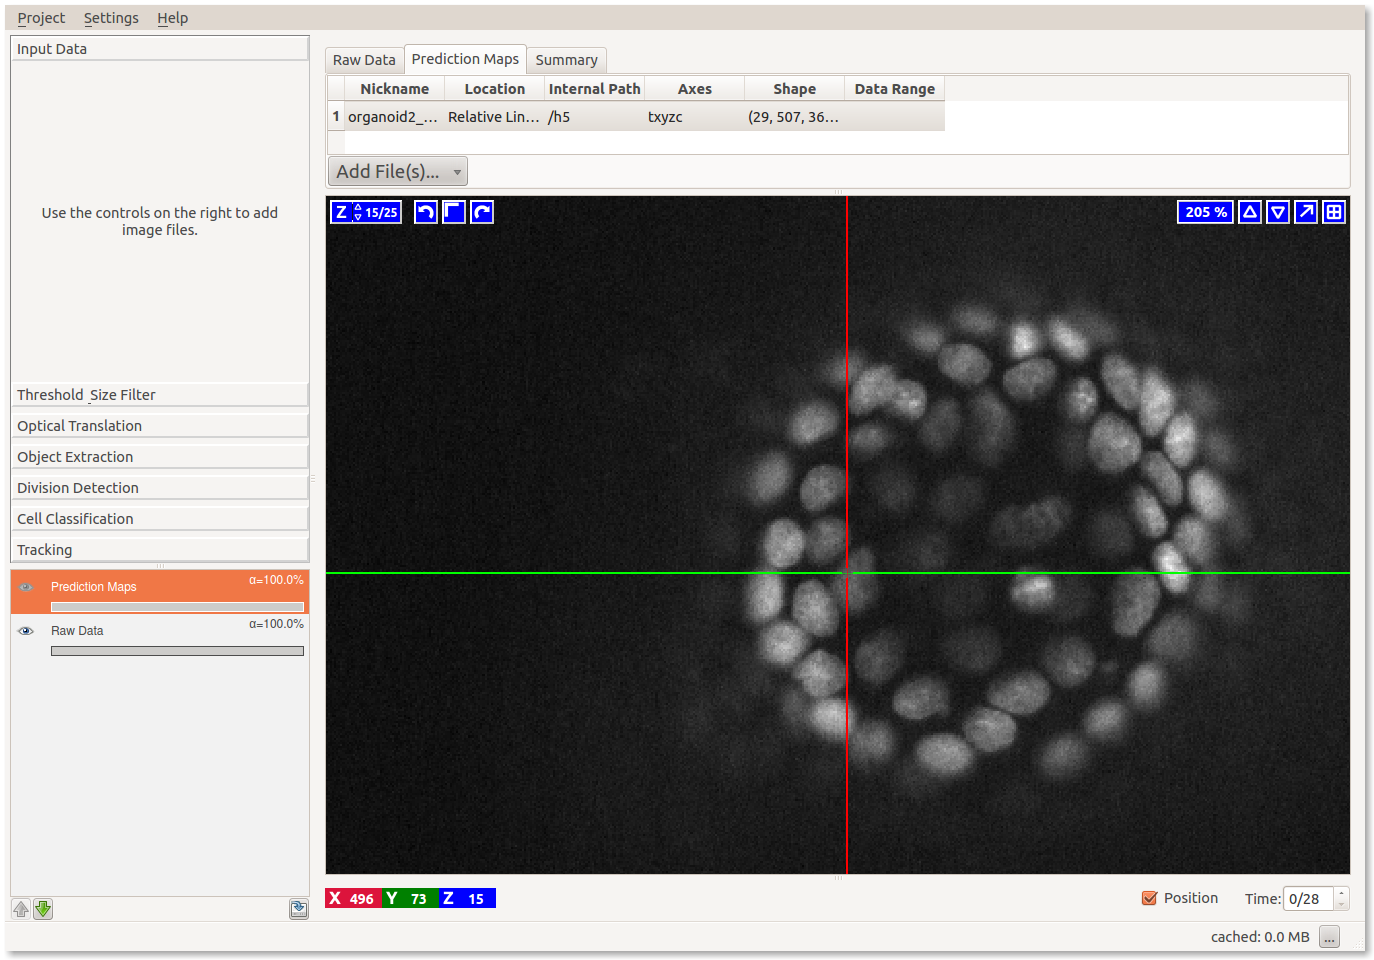 Project Settings Help
Input Data
Use the controls on the right to add
image files.
Threshold_Size Filter
Optical Translation
Object Extraction
Division Detection
Cell Classification
Tracking
Prediction Maps α=100.0%
Raw Data α=100.0%
Raw Data Prediction Maps Summary
Nickname Location Internal Path Axes Shape Data Range
1 organoid2_... Relative Lin... /h5 txyzc (29, 507, 36...
Add File(s)...
Z 15/25
205 %
X 496 Y 73 Z 15
Position Time: 0/28
cached: 0.0 MB ...